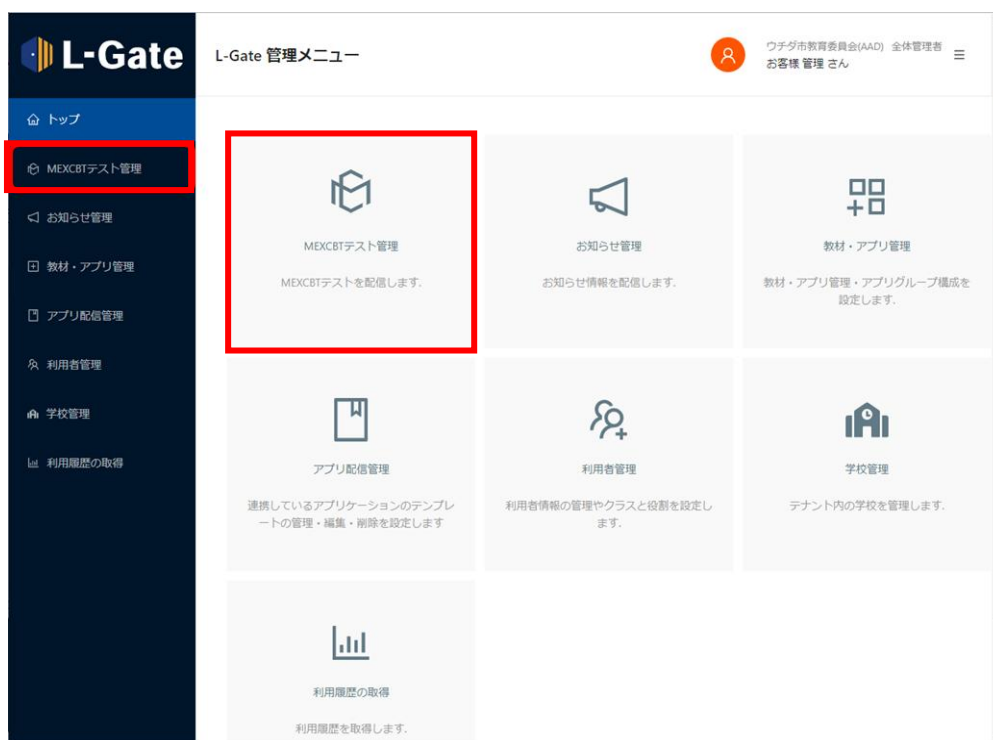 L-Gate
L-Gate 管理メニュー
ウチダ市教育委員会(AAD) 全体管理者
お客様 管理 さん
トップ
MEXCBTテスト管理
お知らせ管理
教材・アプリ管理
アプリ配信管理
利用者管理
学校管理
利用履歴の取得
MEXCBTテスト管理
MEXCBTテストを配信します.
お知らせ管理
お知らせ情報を配信します.
教材・アプリ管理
教材・アプリ管理・アプリグループ構成を
設定します.
アプリ配信管理
連携しているアプリケーションのテンプレ
ートの管理・編集・削除を設定します
利用者管理
利用者情報の管理やクラスと役割を設定し
ます.
学校管理
テナント内の学校を管理します.
利用履歴の取得
利用履歴を取得します.